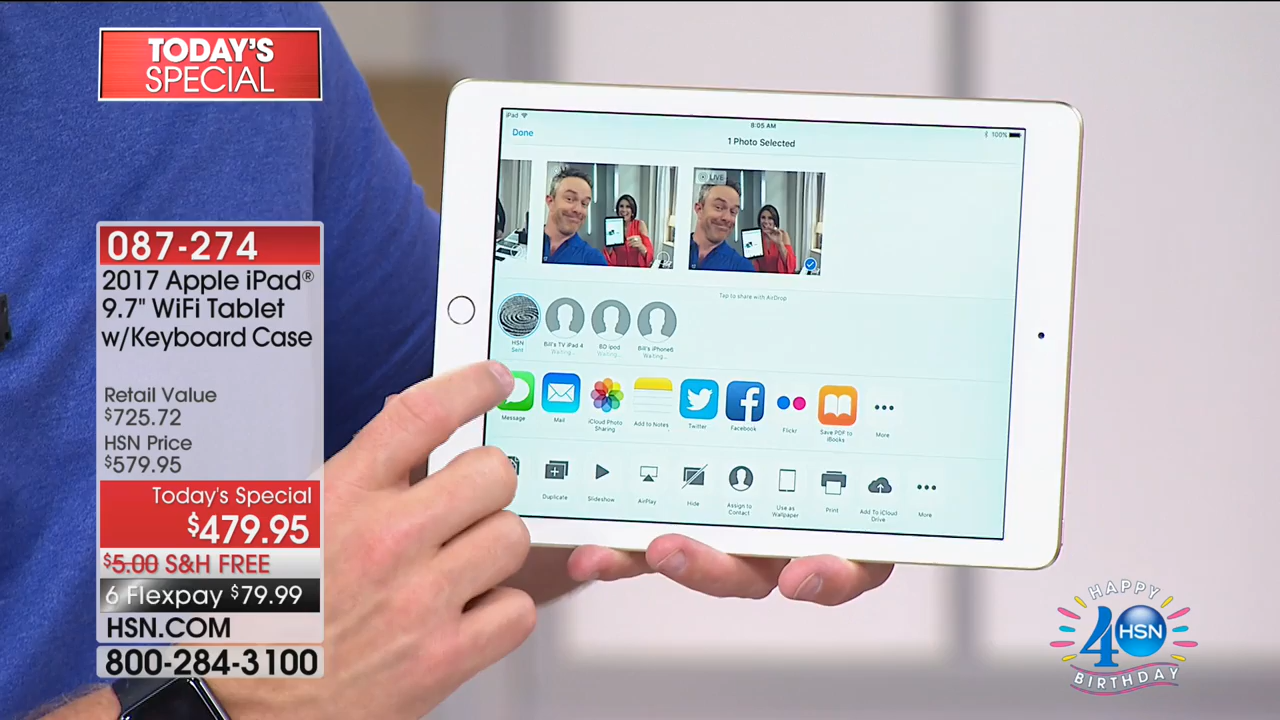 TODAY'S
SPECIAL
087-274
2017 Apple iPad®
9.7" WiFi Tablet
w/Keyboard Case
Retail Value
$725.72
HSN Price
$579.95
Today's Special
$479.95
$5.00 S&H FREE
6 Flexpay $79.99
HSN.COM
800-284-3100
iPad
8:05 AM
100%
Done
1 Photo Selected
LIVE
Tap to share with AirDrop
HSN
Sent
Bill's TV iPad 4
Waiting...
BD ipod
Waiting...
Bill's iPhone6
Waiting...
Message
Mail
iCloud Photo
Sharing
Add to Notes
Twitter
Facebook
Flickr
Save PDF to
iBooks
More
Duplicate
Slideshow
AirPlay
Hide
Assign to
Contact
Use as
Wallpaper
Print
Add To iCloud
Drive
More
HAPPY
40
HSN
BIRTHDAY